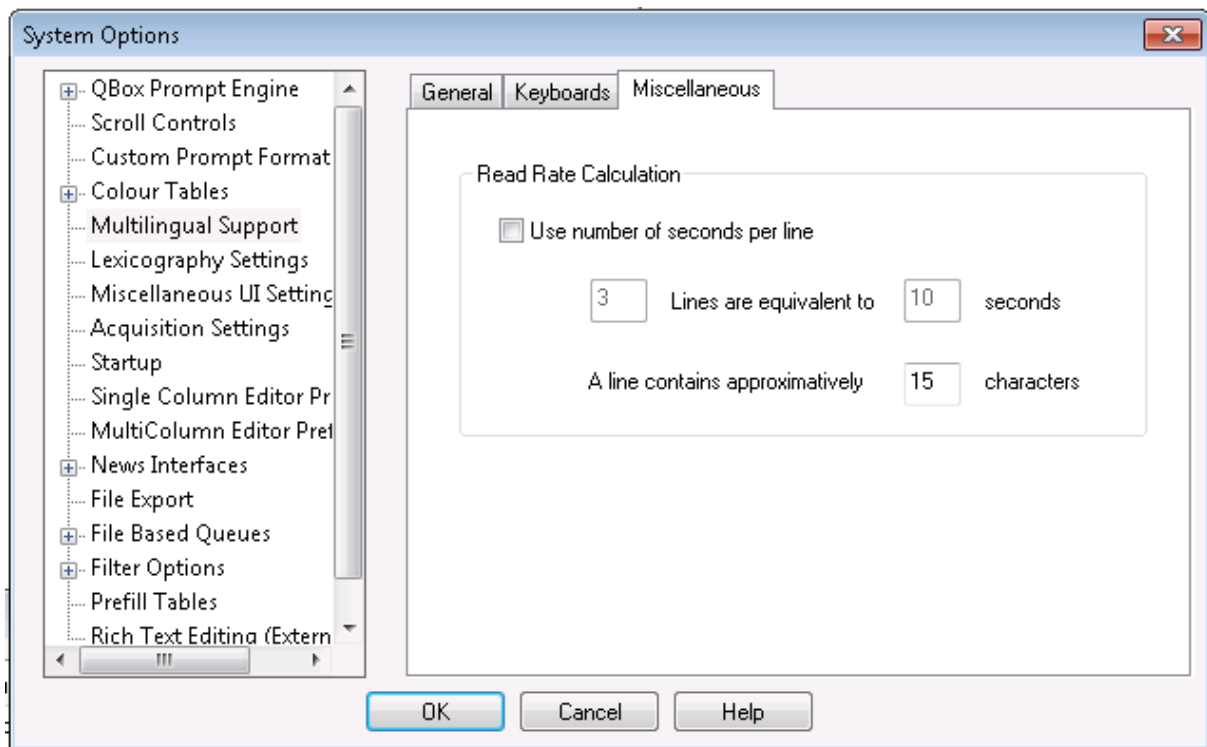 System Options
QBox Prompt Engine
Scroll Controls
Custom Prompt Format
Colour Tables
Multilingual Support
Lexicography Settings
Miscellaneous UI Setting
Acquisition Settings
Startup
Single Column Editor Pr
MultiColumn Editor Pref
News Interfaces
File Export
File Based Queues
Filter Options
Prefill Tables
Rich Text Editing (Extern
General Keyboards Miscellaneous
Read Rate Calculation
Use number of seconds per line
3 Lines are equivalent to 10 seconds
A line contains approximatively 15 characters
OK Cancel Help